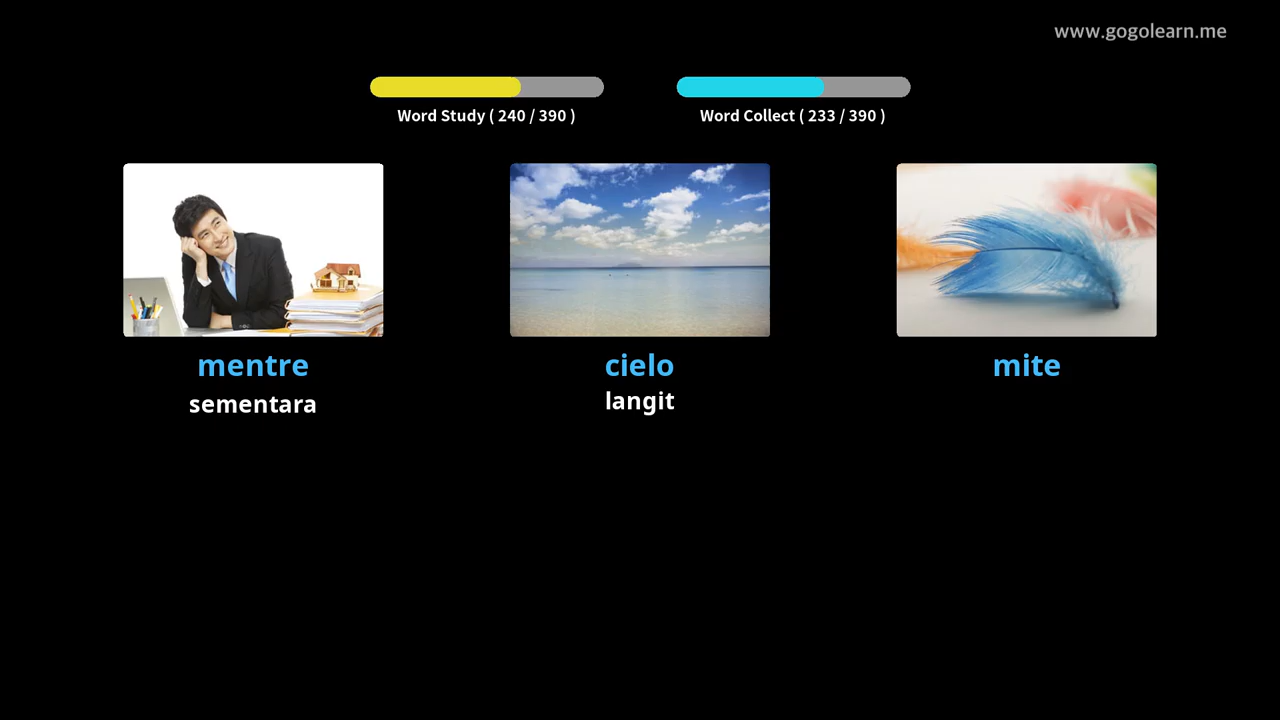 www.gogolearn.me
Word Study ( 240 / 390 )
Word Collect ( 233 / 390 )
mentre
cielo
mite
sementara
langit